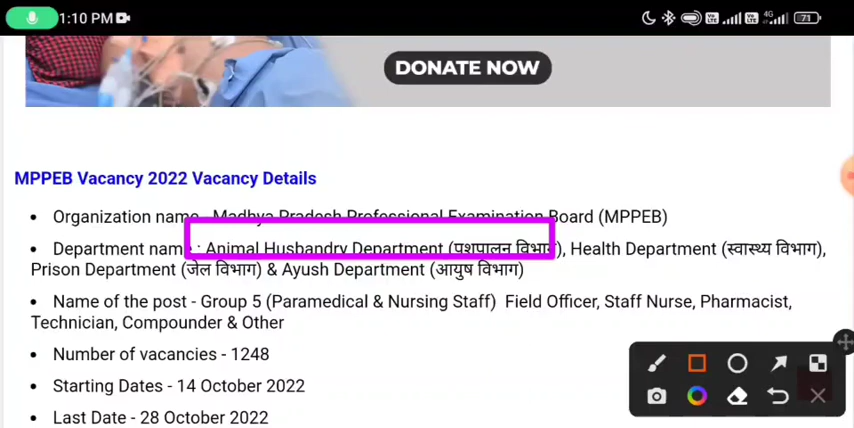 1:10 PM
4G
71
DONATE NOW
MPPEB Vacancy 2022 Vacancy Details
• Organization name - Madhya Pradesh Professional Examination Board (MPPEB)
• Department name : Animal Husbandry Department (पशुपालन विभाग), Health Department (स्वास्थ्य विभाग),
Prison Department (जेल विभाग) & Ayush Department (आयुष विभाग)
• Name of the post - Group 5 (Paramedical & Nursing Staff) Field Officer, Staff Nurse, Pharmacist,
Technician, Compounder & Other
• Number of vacancies - 1248
• Starting Dates - 14 October 2022
• Last Date - 28 October 2022